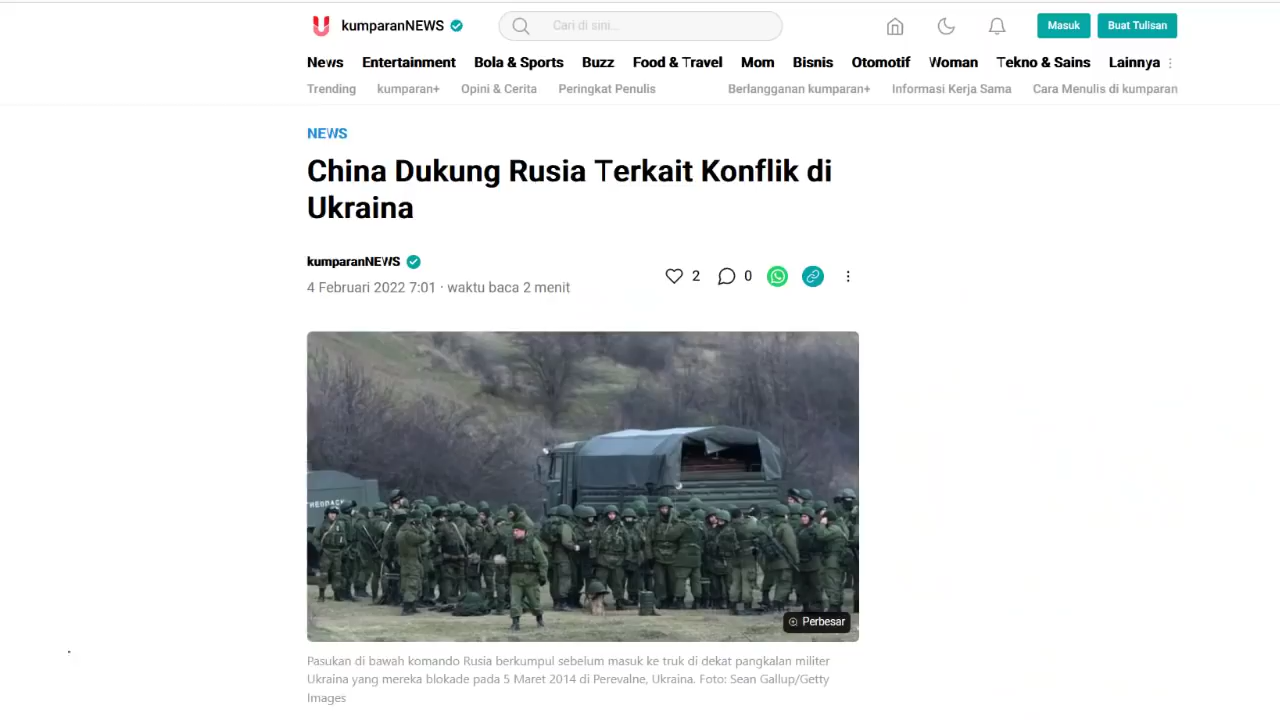 kumparanNEWS
Cari di sini...
Masuk
Buat Tulisan
News Entertainment Bola & Sports Buzz Food & Travel Mom Bisnis Otomotif Woman Tekno & Sains Lainnya
Trending kumparan+ Opini & Cerita Peringkat Penulis Berlangganan kumparan+ Informasi Kerja Sama Cara Menulis di kumparan
NEWS
China Dukung Rusia Terkait Konflik di
Ukraina
kumparanNEWS
4 Februari 2022 7:01 · waktu baca 2 menit
2 0
Perbesar
Pasukan di bawah komando Rusia berkumpul sebelum masuk ke truk di dekat pangkalan militer
Ukraina yang mereka blokade pada 5 Maret 2014 di Perevalne, Ukraina. Foto: Sean Gallup/Getty
Images